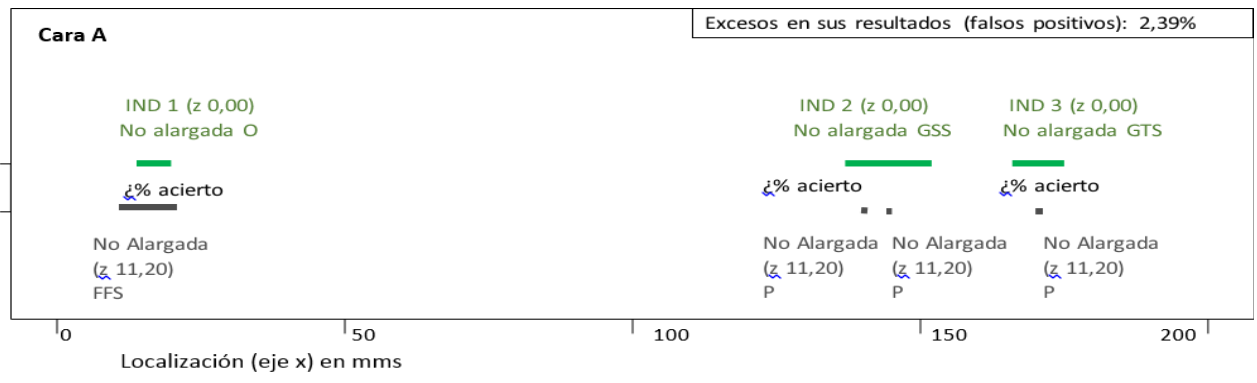 Cara A
Excesos en sus resultados (falsos positivos): 2,39%
IND 1 (z 0,00)
No alargada O
IND 2 (z 0,00)
No alargada GSS
IND 3 (z 0,00)
No alargada GTS
¿% acierto
¿% acierto
¿% acierto
No Alargada
(z 11,20)
FFS
No Alargada
(z 11,20)
P
No Alargada
(z 11,20)
P
No Alargada
(z 11,20)
P
0 50 100 150 200
Localización (eje x) en mms